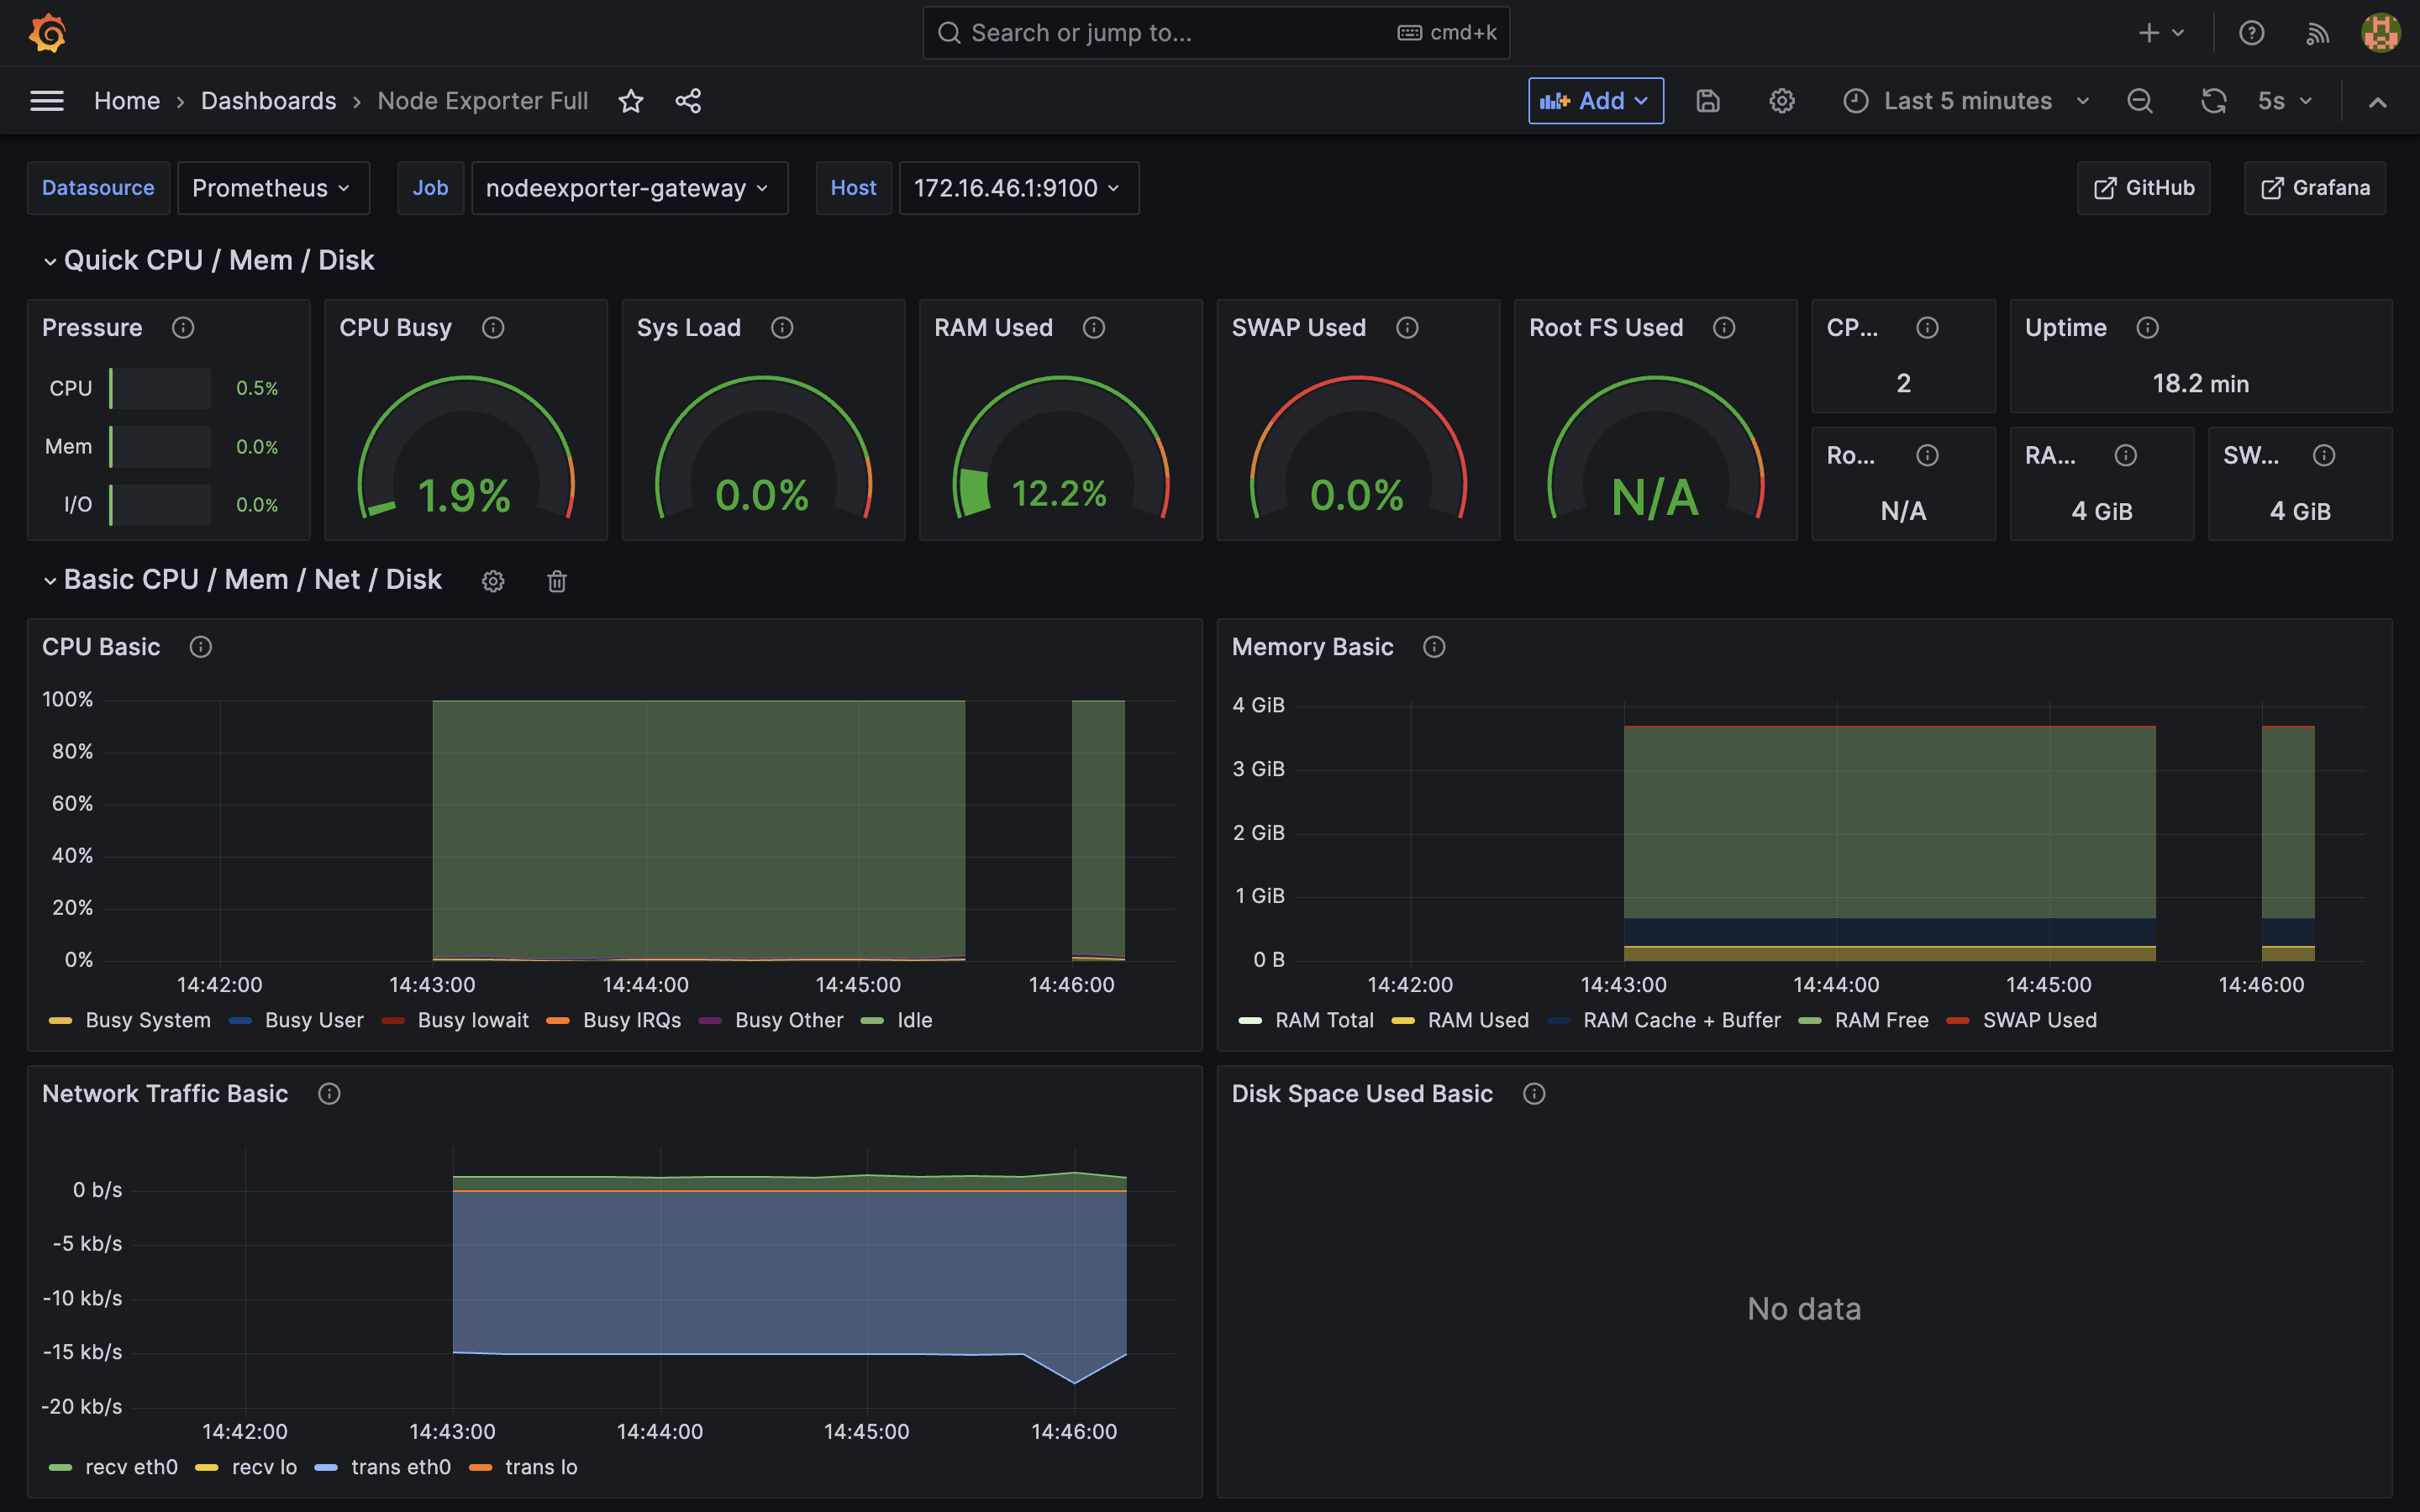 Search or jump to... cmd+k
Home › Dashboards › Node Exporter Full Add Last 5 minutes 5s
Datasource Prometheus Job nodeexporter-gateway Host 172.16.46.1:9100 GitHub Grafana
Quick CPU / Mem / Disk
Pressure
CPU 0.5%
Mem 0.0%
I/O 0.0%
CPU Busy
1.9%
Sys Load
0.0%
RAM Used
12.2%
SWAP Used
0.0%
Root FS Used
N/A
CP...
2
Uptime
18.2 min
Ro...
N/A
RA...
4 GiB
SW...
4 GiB
Basic CPU / Mem / Net / Disk
CPU Basic
100%
80%
60%
40%
20%
0%
14:42:00 14:43:00 14:44:00 14:45:00 14:46:00
Busy System Busy User Busy Iowait Busy IRQs Busy Other Idle
Memory Basic
4 GiB
3 GiB
2 GiB
1 GiB
0 B
14:42:00 14:43:00 14:44:00 14:45:00 14:46:00
RAM Total RAM Used RAM Cache + Buffer RAM Free SWAP Used
Network Traffic Basic
0 b/s
-5 kb/s
-10 kb/s
-15 kb/s
-20 kb/s
14:42:00 14:43:00 14:44:00 14:45:00 14:46:00
recv eth0 recv lo trans eth0 trans lo
Disk Space Used Basic
No data